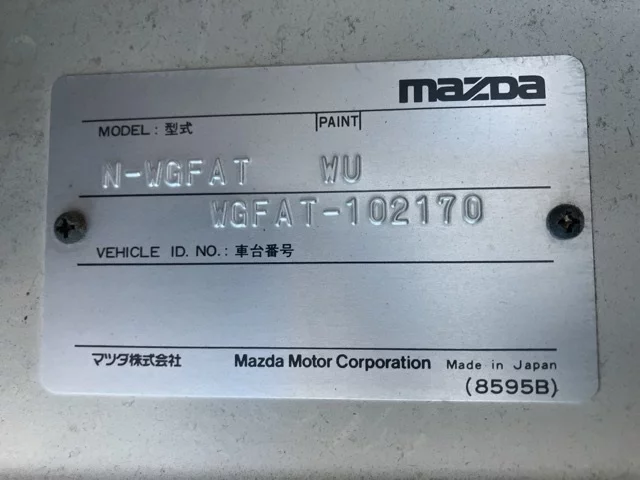 mazda
MODEL : 型式 PAINT
N-WGFAT WU
WGFAT-102170
VEHICLE ID. NO. : 車台番号
マツダ株式会社 Mazda Motor Corporation Made in Japan
(8595B)